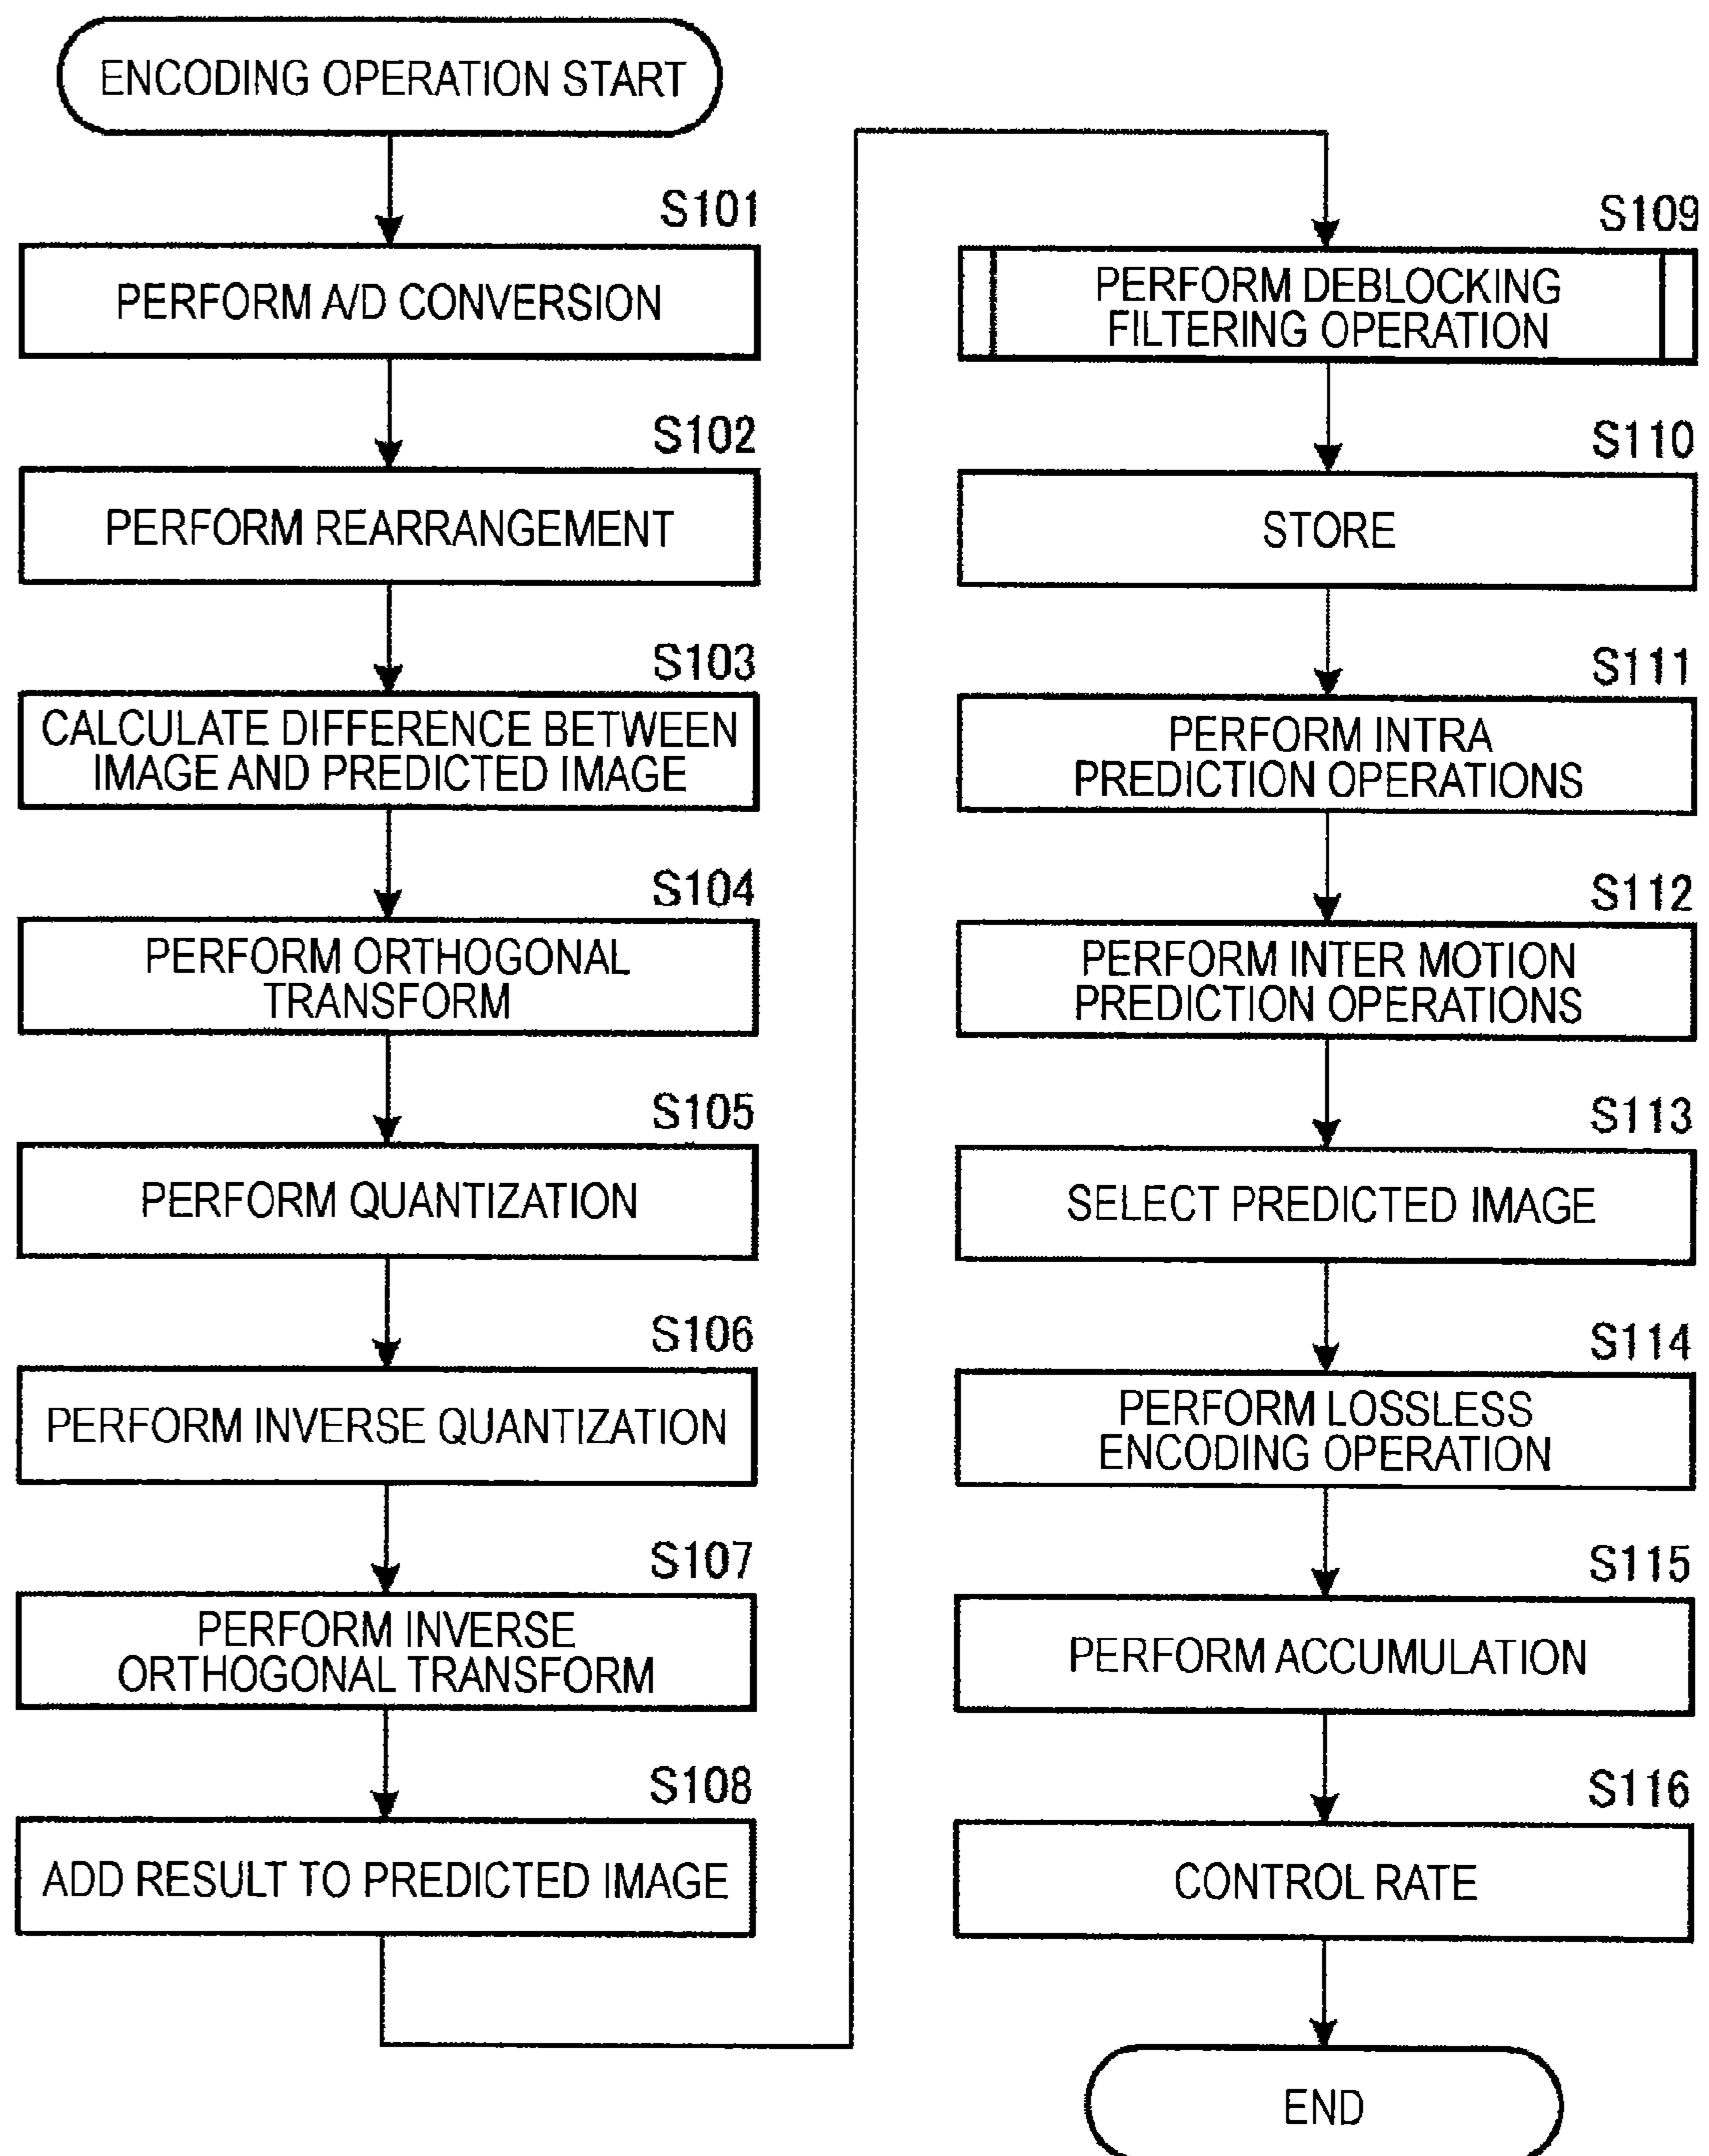 ENCODING OPERATION START
S101
PERFORM A/D CONVERSION
S102
PERFORM REARRANGEMENT
S103
CALCULATE DIFFERENCE BETWEEN
IMAGE AND PREDICTED IMAGE
S104
PERFORM ORTHOGONAL
TRANSFORM
S105
PERFORM QUANTIZATION
S106
PERFORM INVERSE QUANTIZATION
S107
PERFORM INVERSE
ORTHOGONAL TRANSFORM
S108
ADD RESULT TO PREDICTED IMAGE
S109
PERFORM DEBLOCKING
FILTERING OPERATION
S110
STORE
S111
PERFORM INTRA
PREDICTION OPERATIONS
S112
PERFORM INTER MOTION
PREDICTION OPERATIONS
S113
SELECT PREDICTED IMAGE
S114
PERFORM LOSSLESS
ENCODING OPERATION
S115
PERFORM ACCUMULATION
S116
CONTROL RATE
END